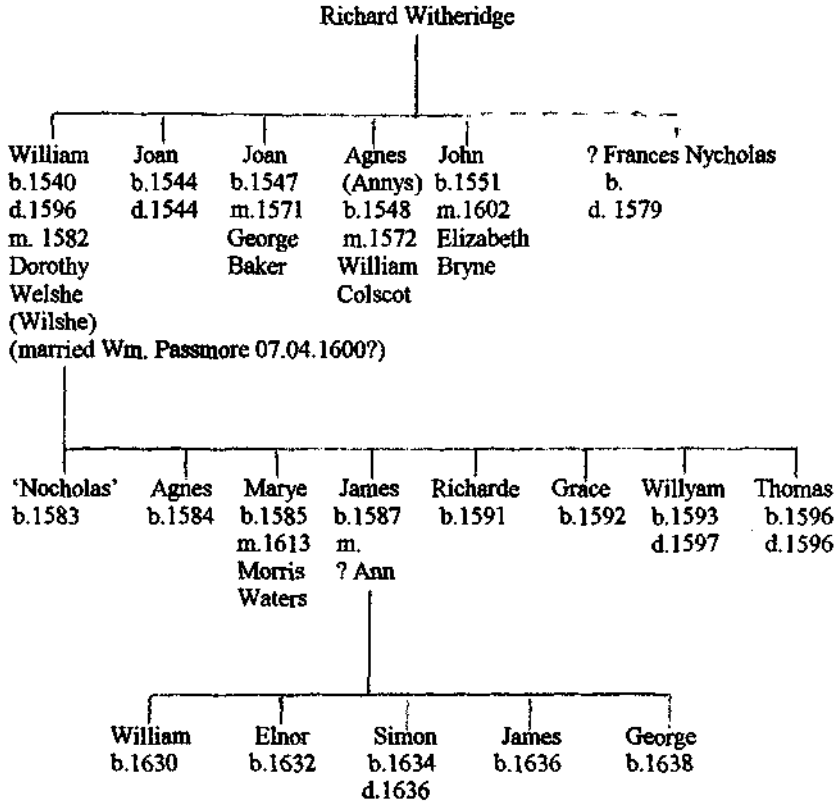 Richard Witheridge
William
b.1540
d.1596
m. 1582
Dorothy
Welshe
(Wilshe)
(married Wm. Passmore 07.04.1600?)
Joan
b.1544
d.1544
Joan
b.1547
m.1571
George
Baker
Agnes
(Annys)
b.1548
m.1572
William
Colscot
John
b.1551
m.1602
Elizabeth
Bryne
? Frances Nycholas
b.
d. 1579
'Nocholas'
b.1583
Agnes
b.1584
Marye
b.1585
m.1613
Morris
Waters
James
b.1587
m.
? Ann
Richarde
b.1591
Grace
b.1592
Willyam
b.1593
d.1597
Thomas
b.1596
d.1596
William
b.1630
Elnor
b.1632
Simon
b.1634
d.1636
James
b.1636
George
b.1638